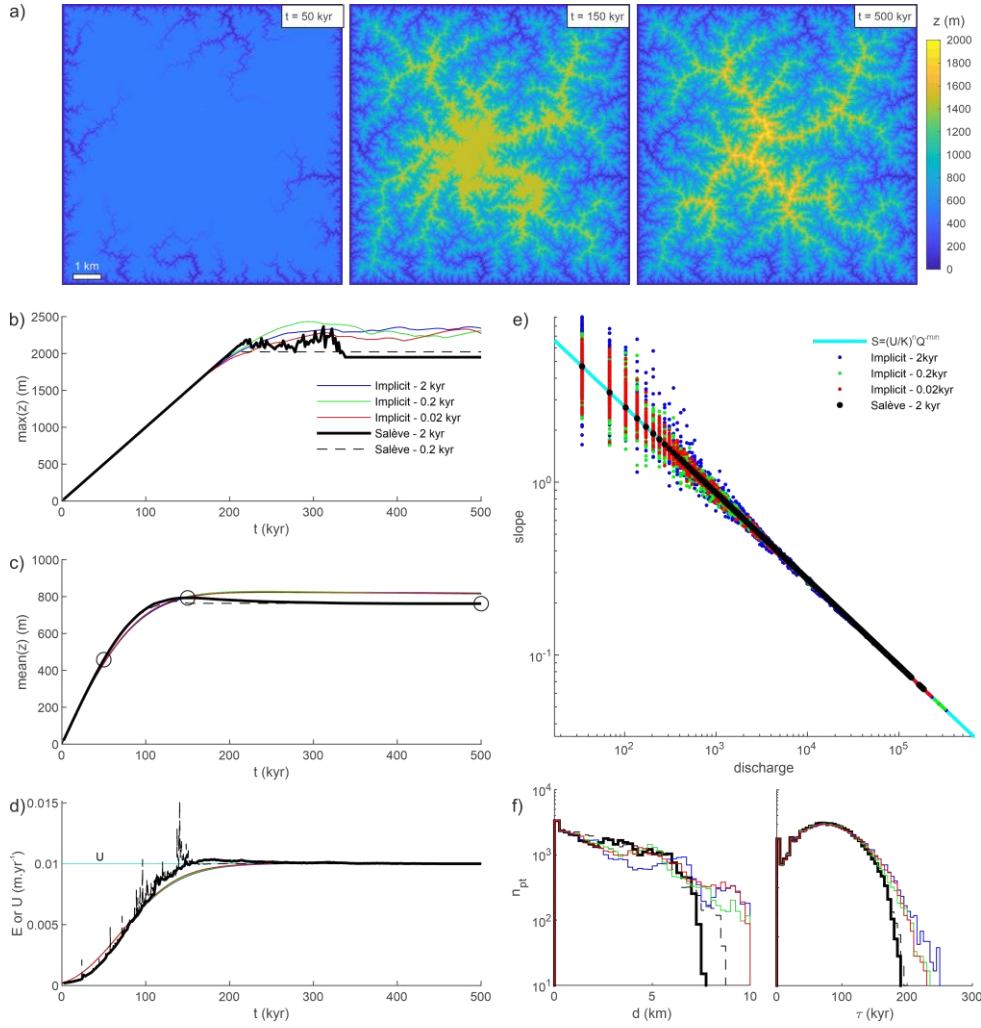 a)
t = 50 kyr
t = 150 kyr
t = 500 kyr
z (m)
2000
1800
1600
1400
1200
1000
800
600
400
200
0
1 km
b)
2500
2000
1500
1000
500
0
max(z) (m)
Implicit - 2 kyr
Implicit - 0.2 kyr
Implicit - 0.02 kyr
Salève - 2 kyr
Salève - 0.2 kyr
0 100 200 300 400 500
t (kyr)
c)
1000
800
600
400
200
0
mean(z) (m)
0 100 200 300 400 500
t (kyr)
d)
0.015
0.01
0.005
0
E or U (m.yr⁻¹)
U
0 100 200 300 400 500
t (kyr)
e)
S=(U/K)ⁿQ⁻ᵐ/ⁿ
Implicit - 2kyr
Implicit - 0.2kyr
Implicit - 0.02kyr
Salève - 2 kyr
10⁰
10⁻¹
slope
10² 10³ 10⁴ 10⁵
discharge
f)
10⁴
10³
10²
10¹
n_pt
0 5 10
d (km)
0 100 200 300
τ (kyr)